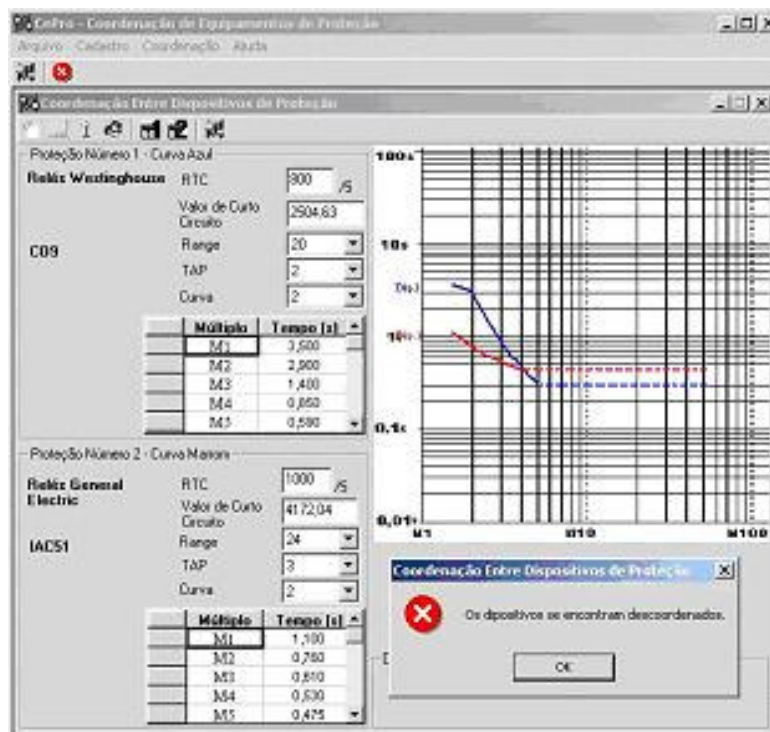 CePro - Coordenação de Equipamentos de Proteção
Arquivo Cadastro Coordenação Ajuda
Coordenação Entre Dispositivos de Proteção
Proteção Número 1 - Curva Azul
Relés Westinghouse
RTC 800 /5
Valor de Curto Circuito 2504,63
CO9
Range 20
TAP 2
Curva 2
Múltiplo Tempo [s]
M1 3,500
M2 2,900
M3 1,400
M4 0,850
M5 0,580
Proteção Número 2 - Curva Marrom
Relés General Electric
RTC 1000 /5
Valor de Curto Circuito 4172,04
IAC51
Range 24
TAP 3
Curva 2
Múltiplo Tempo [s]
M1 1,100
M2 0,760
M3 0,610
M4 0,530
M5 0,475
100s
10s
0,1s
0,01s
M1 M10 M100
Coordenação Entre Dispositivos de Proteção
Os dipositivos se encontram descoordenados.
OK